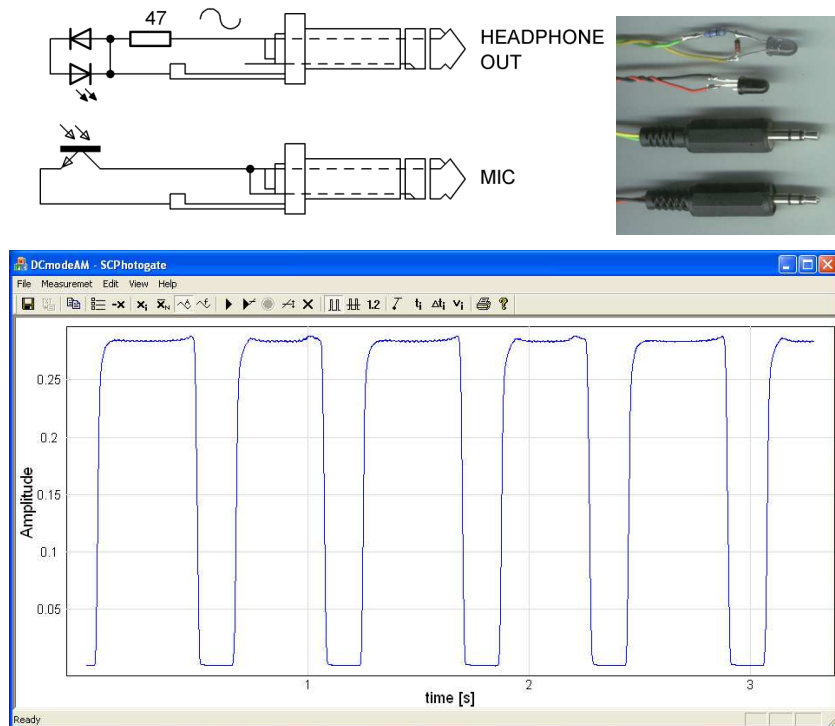 47
HEADPHONE
OUT
MIC
DCmodeAM - SCPhotogate
File Measuremet Edit View Help
1.2
Amplitude
0.25
0.2
0.15
0.1
0.05
1 2 3
time [s]
Ready